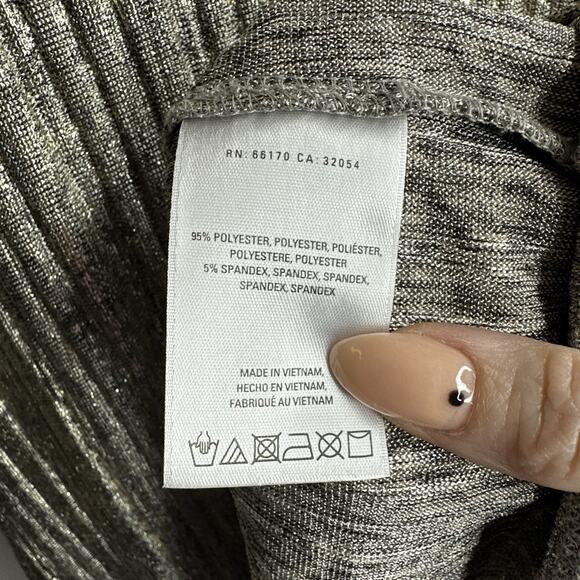 RN: 66170 CA: 32054
95% POLYESTER, POLYESTER, POLIÉSTER,
POLYESTERE, POLYESTER
5% SPANDEX, SPANDEX, SPANDEX,
SPANDEX, SPANDEX
MADE IN VIETNAM,
HECHO EN VIETNAM,
FABRIQUÉ AU VIETNAM